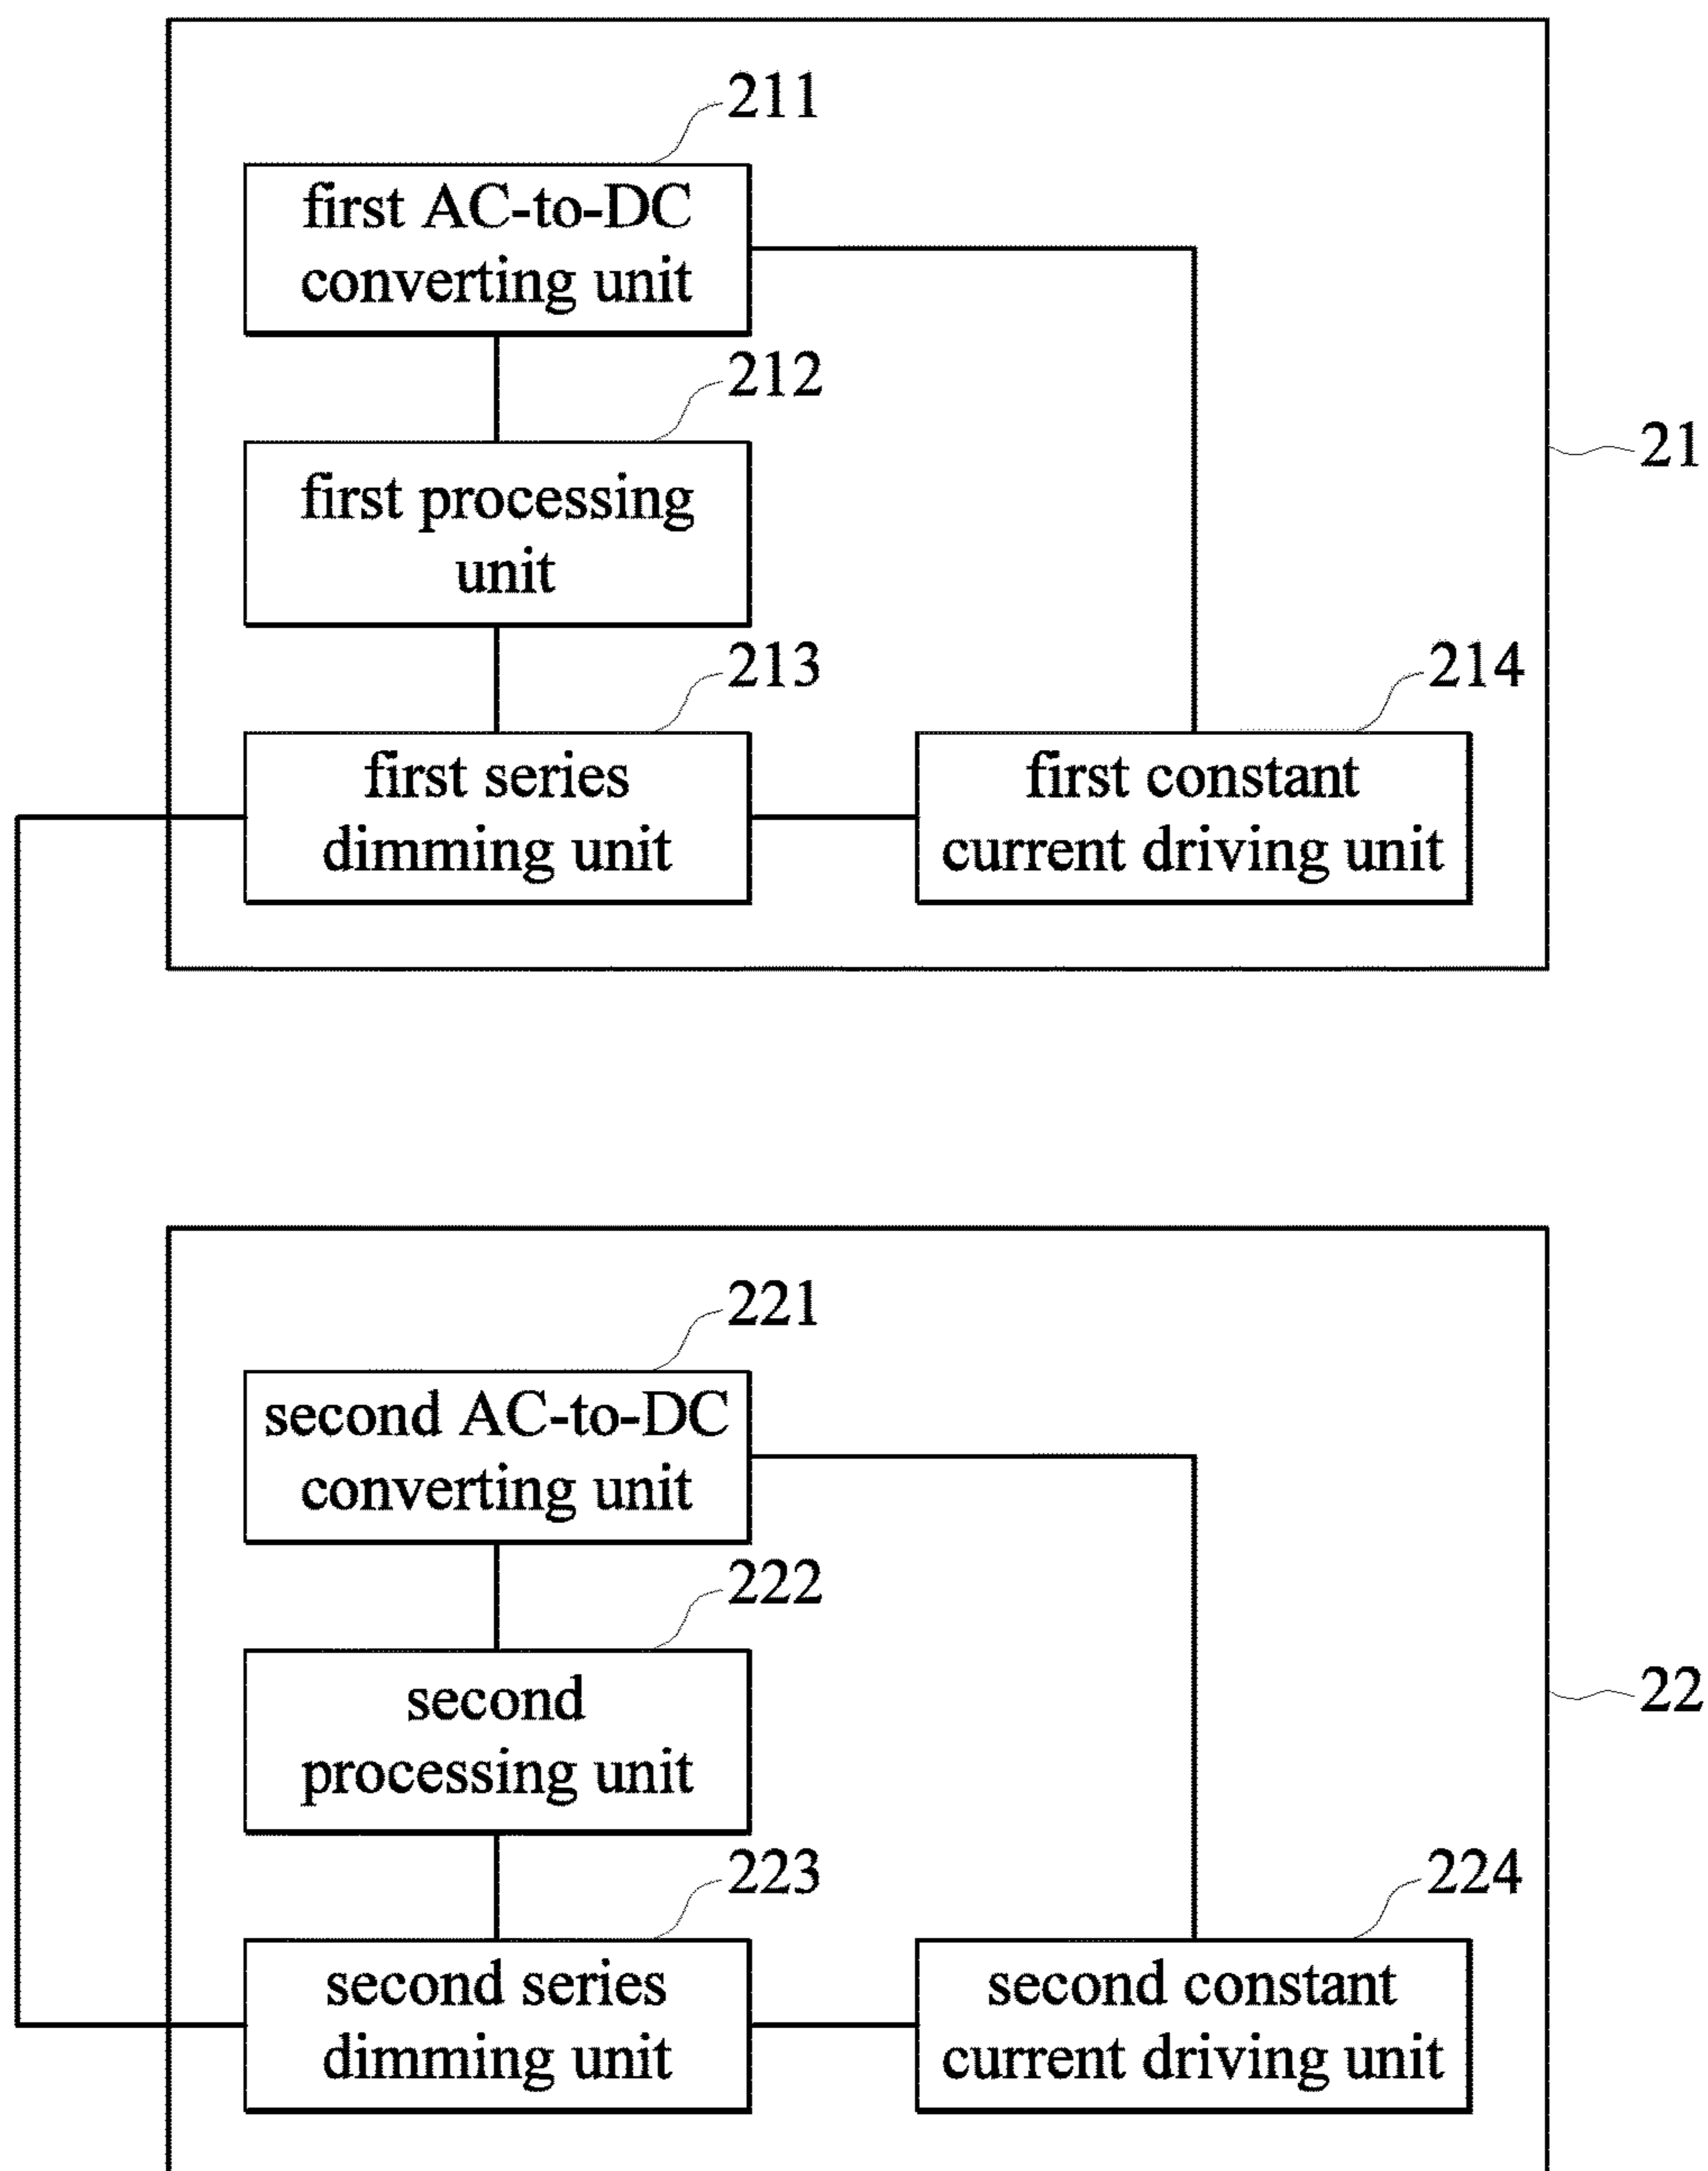 211
first AC-to-DC
converting unit
212
first processing
unit
21
213
214
first series
dimming unit
first constant
current driving unit
221
second AC-to-DC
converting unit
222
second
processing unit
22
223
224
second series
dimming unit
second constant
current driving unit